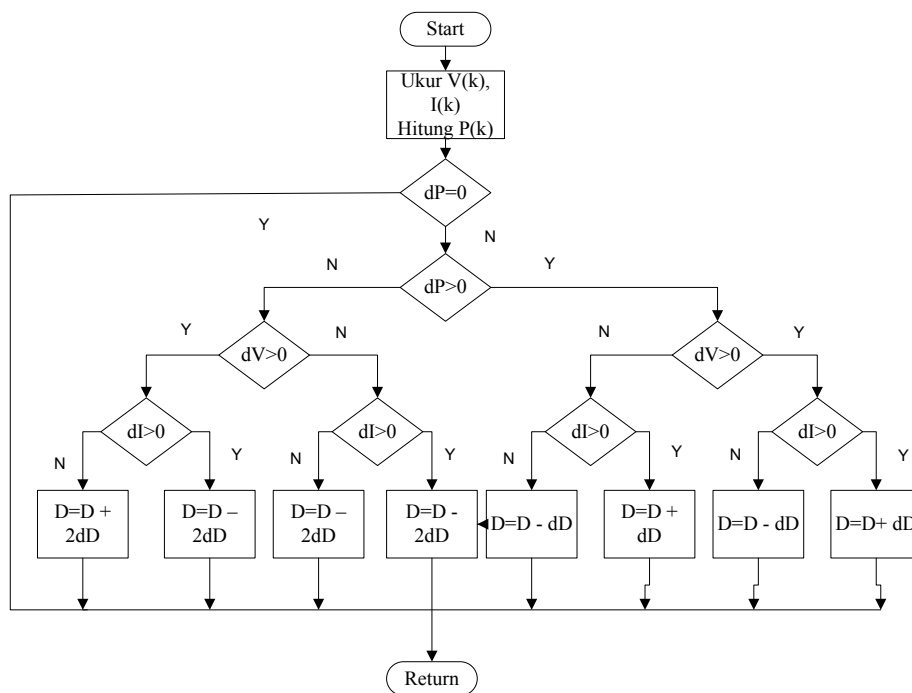 Start
Ukur V(k),
I(k)
Hitung P(k)
dP=0
Y
N
dP>0
N
Y
dV>0
Y
N
dV>0
N
Y
dI>0
N
Y
dI>0
N
Y
dI>0
N
Y
dI>0
N
Y
D=D +
2dD
D=D –
2dD
D=D –
2dD
D=D -
2dD
D=D - dD
D=D +
dD
D=D - dD
D=D+ dD
Return